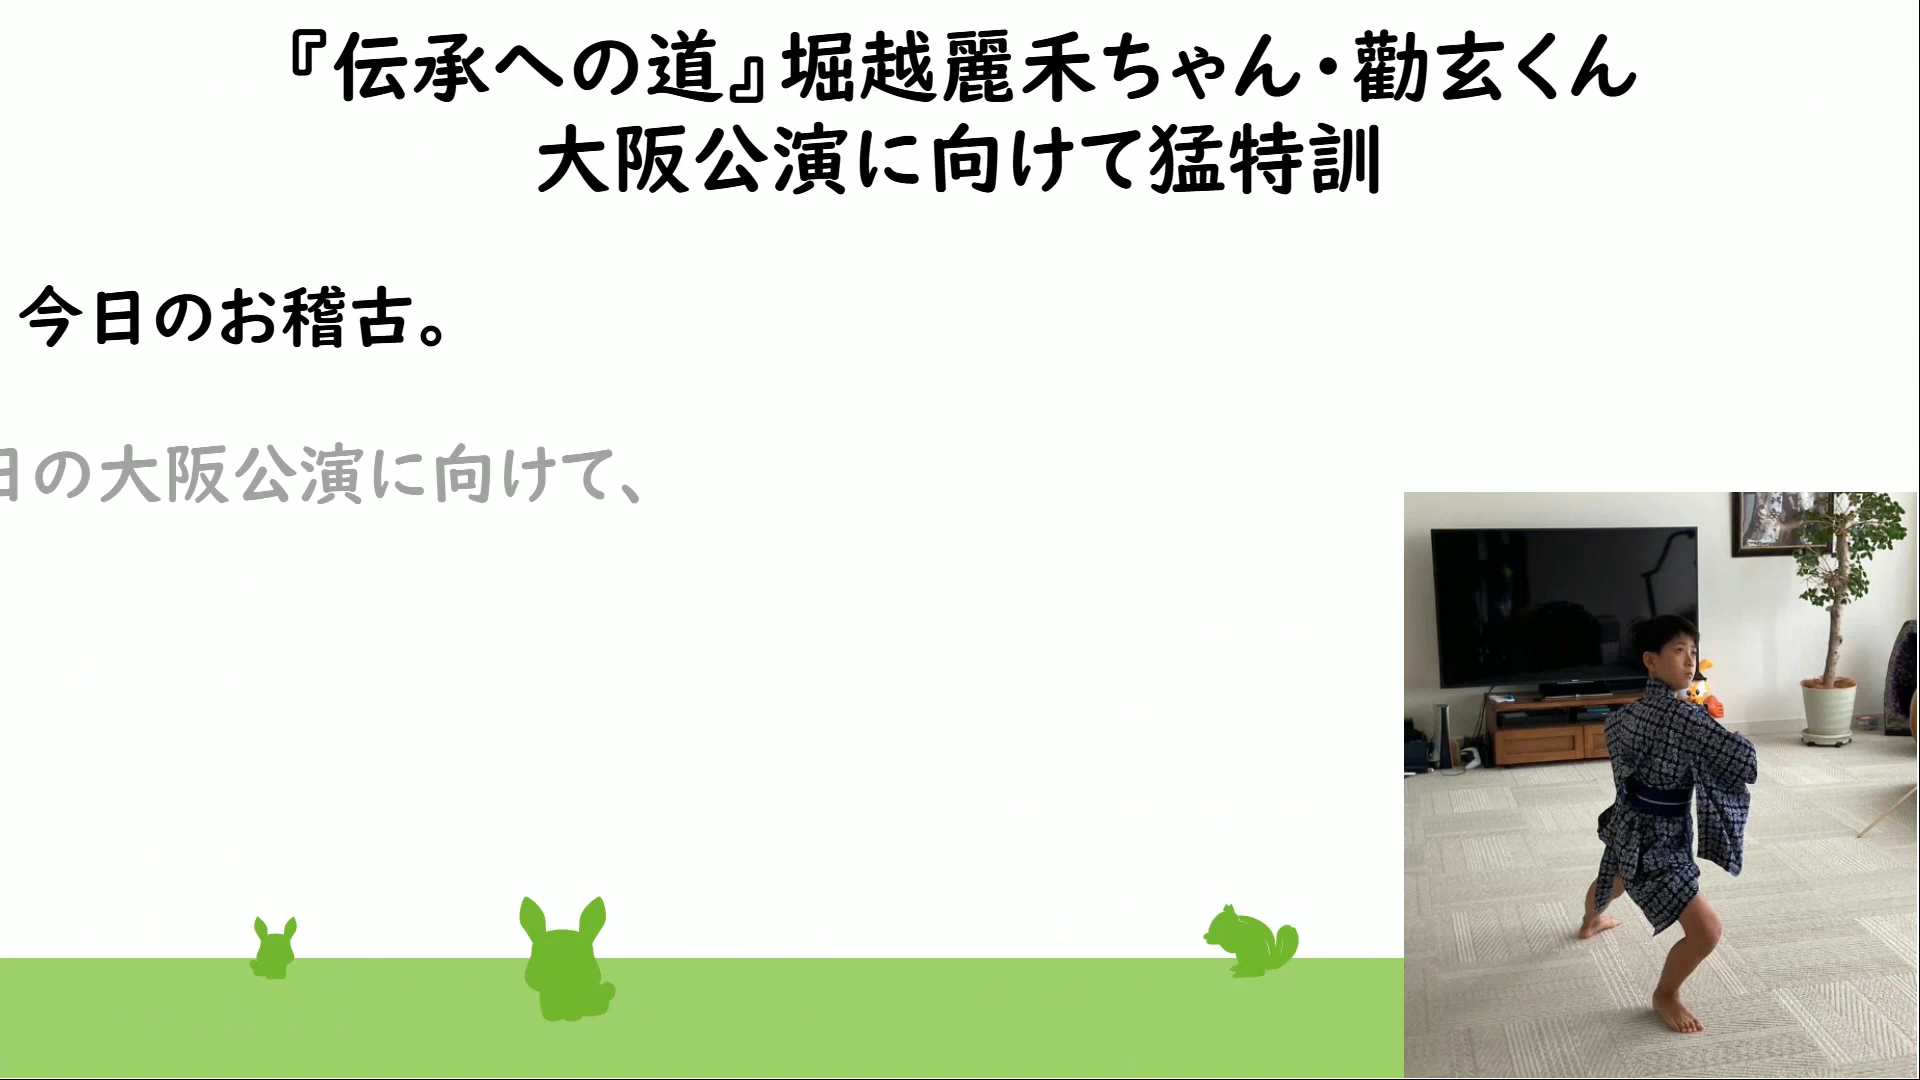 『伝承への道』堀越麗禾ちゃん・勸玄くん
大阪公演に向けて猛特訓
今日のお稽古。
日の大阪公演に向けて、